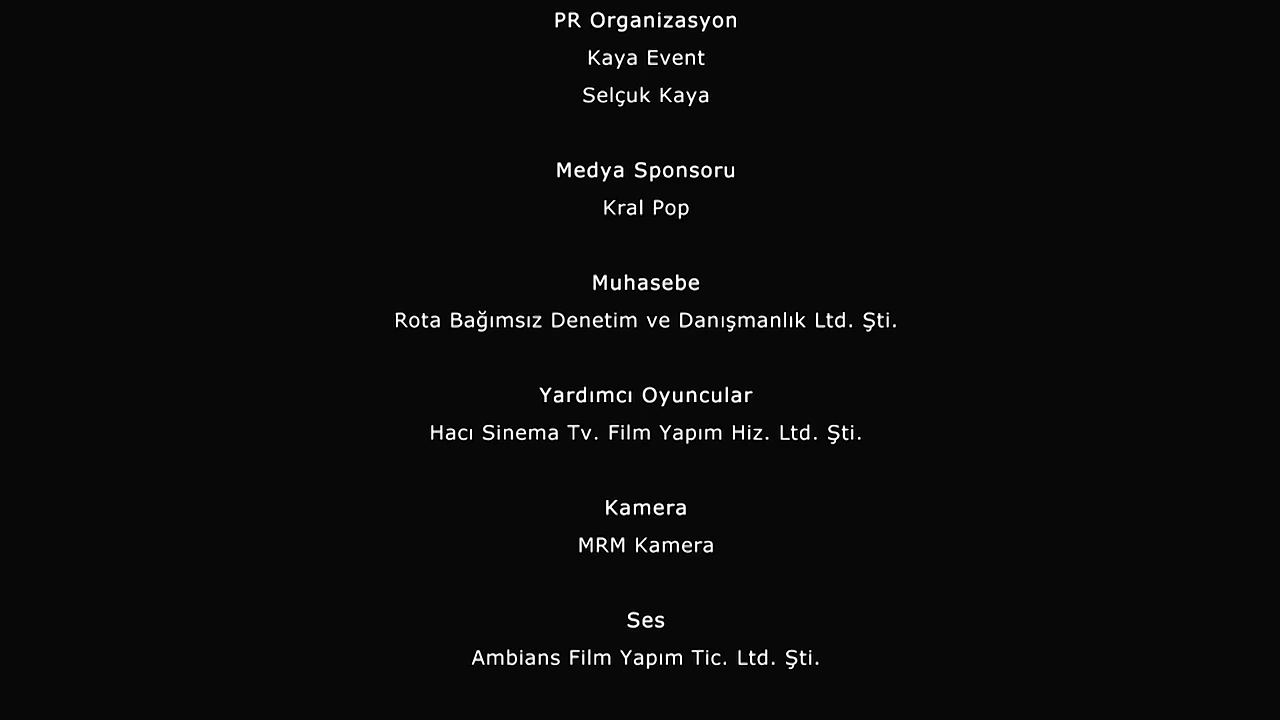 PR Organizasyon
Kaya Event
Selçuk Kaya
Medya Sponsoru
Kral Pop
Muhasebe
Rota Bağımsız Denetim ve Danışmanlık Ltd. Şti.
Yardımcı Oyuncular
Hacı Sinema Tv. Film Yapım Hiz. Ltd. Şti.
Kamera
MRM Kamera
Ses
Ambians Film Yapım Tic. Ltd. Şti.